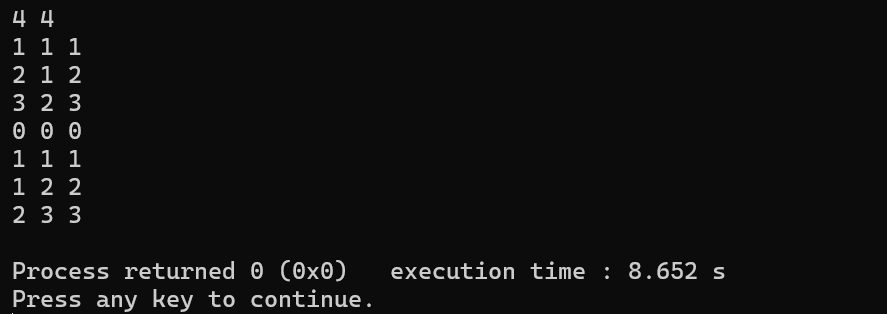 4 4
1 1 1
2 1 2
3 2 3
0 0 0
1 1 1
1 2 2
2 3 3
Process returned 0 (0x0)   execution time : 8.652 s
Press any key to continue.